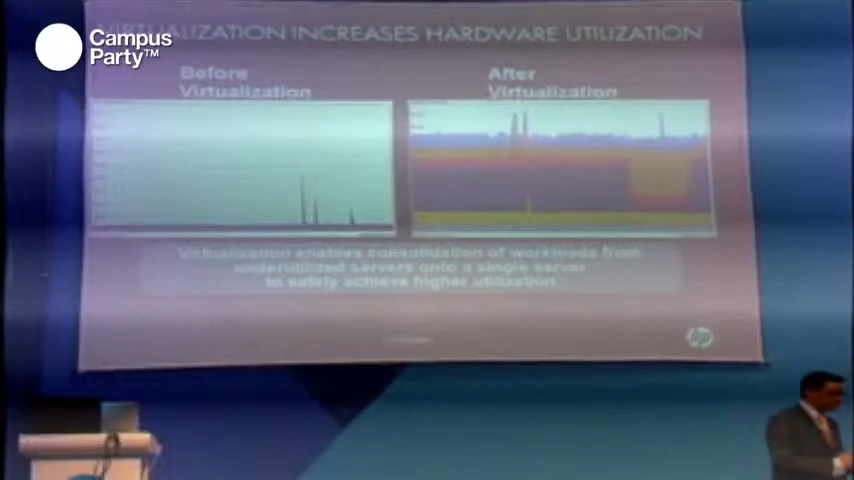 Campus
Party™
VIRTUALIZATION INCREASES HARDWARE UTILIZATION
Before
Virtualization
After
Virtualization
Virtualization enables consolidation of workloads from
underutilized servers onto a single server
to safely achieve higher utilization
hp